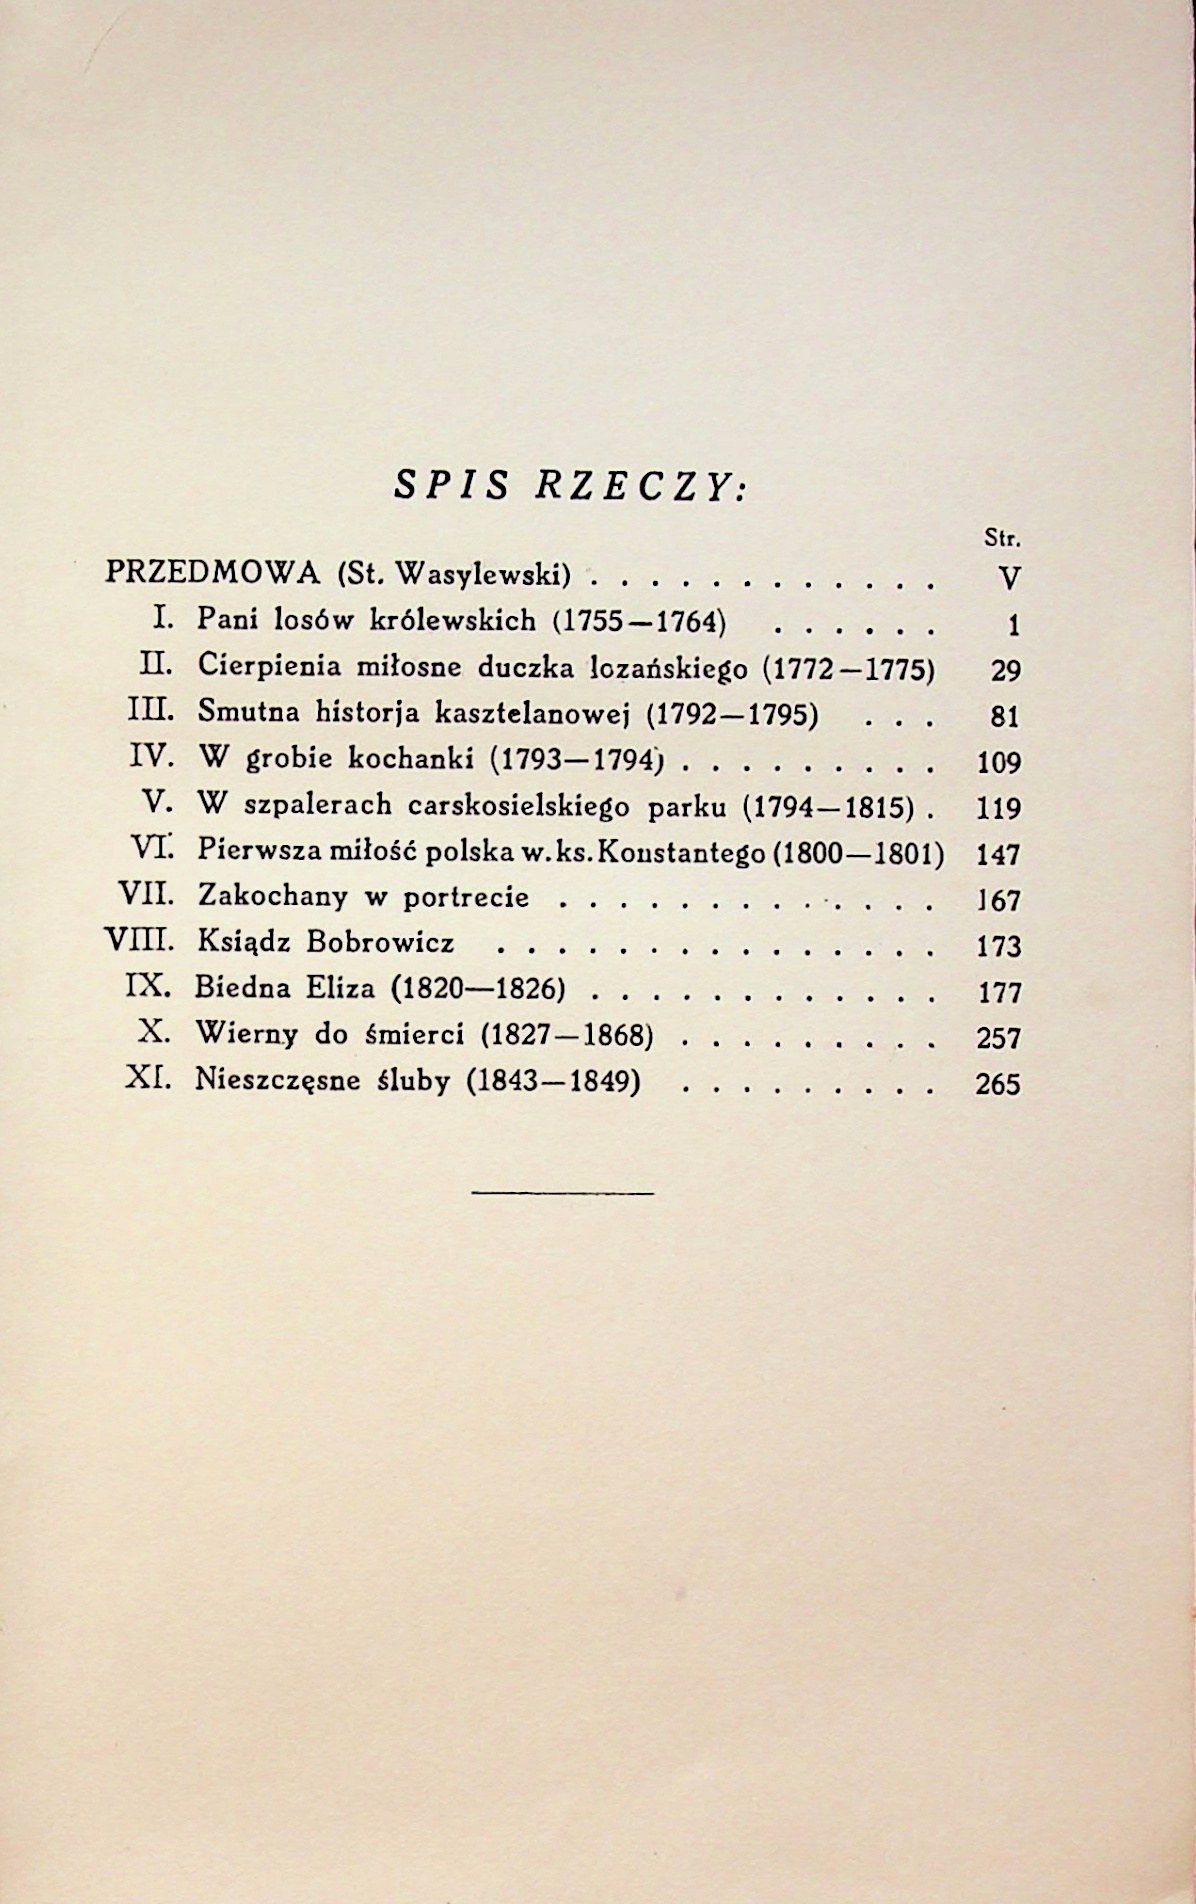 SPIS RZECZY:
Str.
PRZEDMOWA (St. Wasylewski) . . . . . . . . . . . . V
I. Pani losów królewskich (1755—1764) . . . . . . 1
II. Cierpienia miłosne duczka lozańskiego (1772—1775) 29
III. Smutna historja kasztelanowej (1792—1795) . . . 81
IV. W grobie kochanki (1793—1794) . . . . . . . . . 109
V. W szpalerach carskosielskiego parku (1794—1815) . 119
VI. Pierwsza miłość polska w. ks. Konstantego (1800—1801) 147
VII. Zakochany w portrecie . . . . . . . . . . . . . 167
VIII. Ksiądz Bobrowicz . . . . . . . . . . . . . . . 173
IX. Biedna Eliza (1820—1826) . . . . . . . . . . . . 177
X. Wierny do śmierci (1827—1868) . . . . . . . . . 257
XI. Nieszczęsne śluby (1843—1849) . . . . . . . . . 265